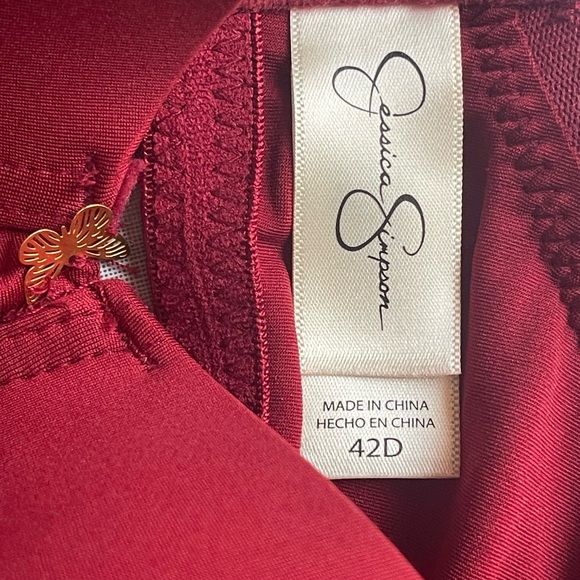 Jessica Simpson
MADE IN CHINA
HECHO EN CHINA
42D